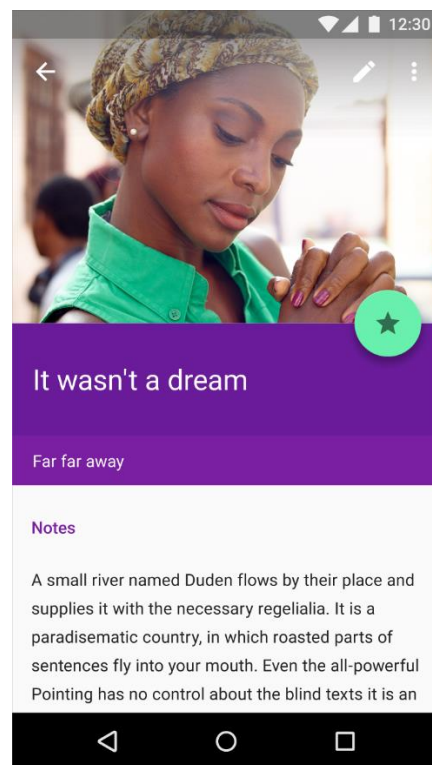 12:30
It wasn't a dream
Far far away
Notes
A small river named Duden flows by their place and
supplies it with the necessary regelialia. It is a
paradisematic country, in which roasted parts of
sentences fly into your mouth. Even the all-powerful
Pointing has no control about the blind texts it is an